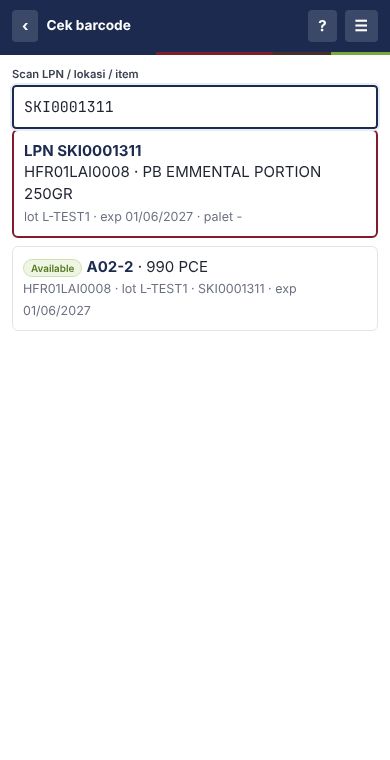 ‹ Cek barcode ? ☰
Scan LPN / lokasi / item
SKI0001311
LPN SKI0001311
HFR01LAI0008 · PB EMMENTAL PORTION
250GR
lot L-TEST1 · exp 01/06/2027 · palet -
Available A02-2 · 990 PCE
HFR01LAI0008 · lot L-TEST1 · SKI0001311 · exp
01/06/2027